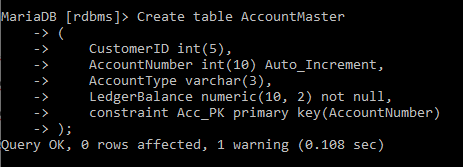 MariaDB [rdbms]> Create table AccountMaster
    -> (
    ->     CustomerID int(5),
    ->     AccountNumber int(10) Auto_Increment,
    ->     AccountType varchar(3),
    ->     LedgerBalance numeric(10, 2) not null,
    ->     constraint Acc_PK primary key(AccountNumber)
    -> );
Query OK, 0 rows affected, 1 warning (0.108 sec)